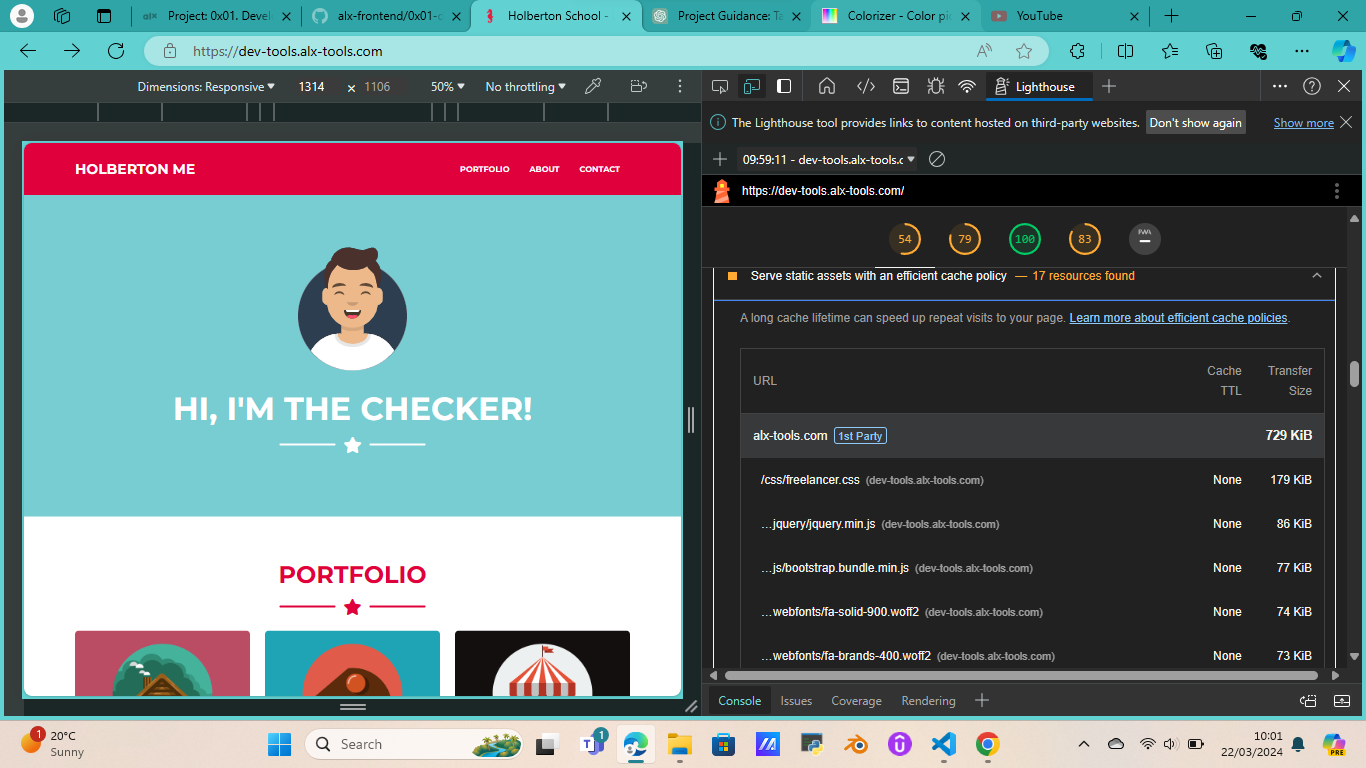 alx Project: 0x01. Devel
alx-frontend/0x01-c
Holberton School -
Project Guidance: Ta
Colorizer - Color pi
YouTube
https://dev-tools.alx-tools.com
Dimensions: Responsive 1314 × 1106 50% No throttling
Lighthouse
The Lighthouse tool provides links to content hosted on third-party websites. Don't show again Show more
09:59:11 - dev-tools.alx-tools.c
https://dev-tools.alx-tools.com/
54 79 100 83 PWA
Serve static assets with an efficient cache policy — 17 resources found
A long cache lifetime can speed up repeat visits to your page. Learn more about efficient cache policies.
URL Cache TTL Transfer Size
alx-tools.com 1st Party 729 KiB
/css/freelancer.css (dev-tools.alx-tools.com) None 179 KiB
…jquery/jquery.min.js (dev-tools.alx-tools.com) None 86 KiB
…js/bootstrap.bundle.min.js (dev-tools.alx-tools.com) None 77 KiB
…webfonts/fa-solid-900.woff2 (dev-tools.alx-tools.com) None 74 KiB
…webfonts/fa-brands-400.woff2 (dev-tools.alx-tools.com) None 73 KiB
Console Issues Coverage Rendering
HOLBERTON ME
PORTFOLIO ABOUT CONTACT
HI, I'M THE CHECKER!
PORTFOLIO
1
20°C
Sunny
Search
1
10:01
22/03/2024
PRE